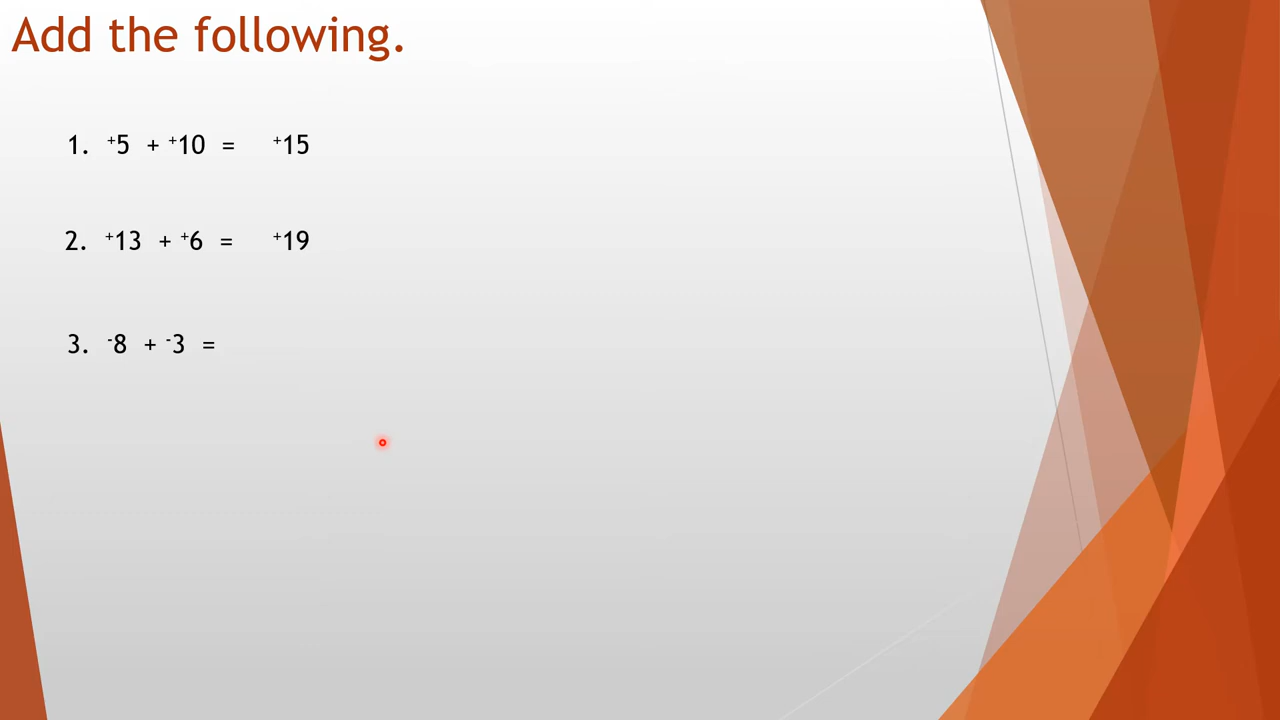 Add the following.
1. ⁺5 + ⁺10 = ⁺15
2. ⁺13 + ⁺6 = ⁺19
3. ⁻8 + ⁻3 =